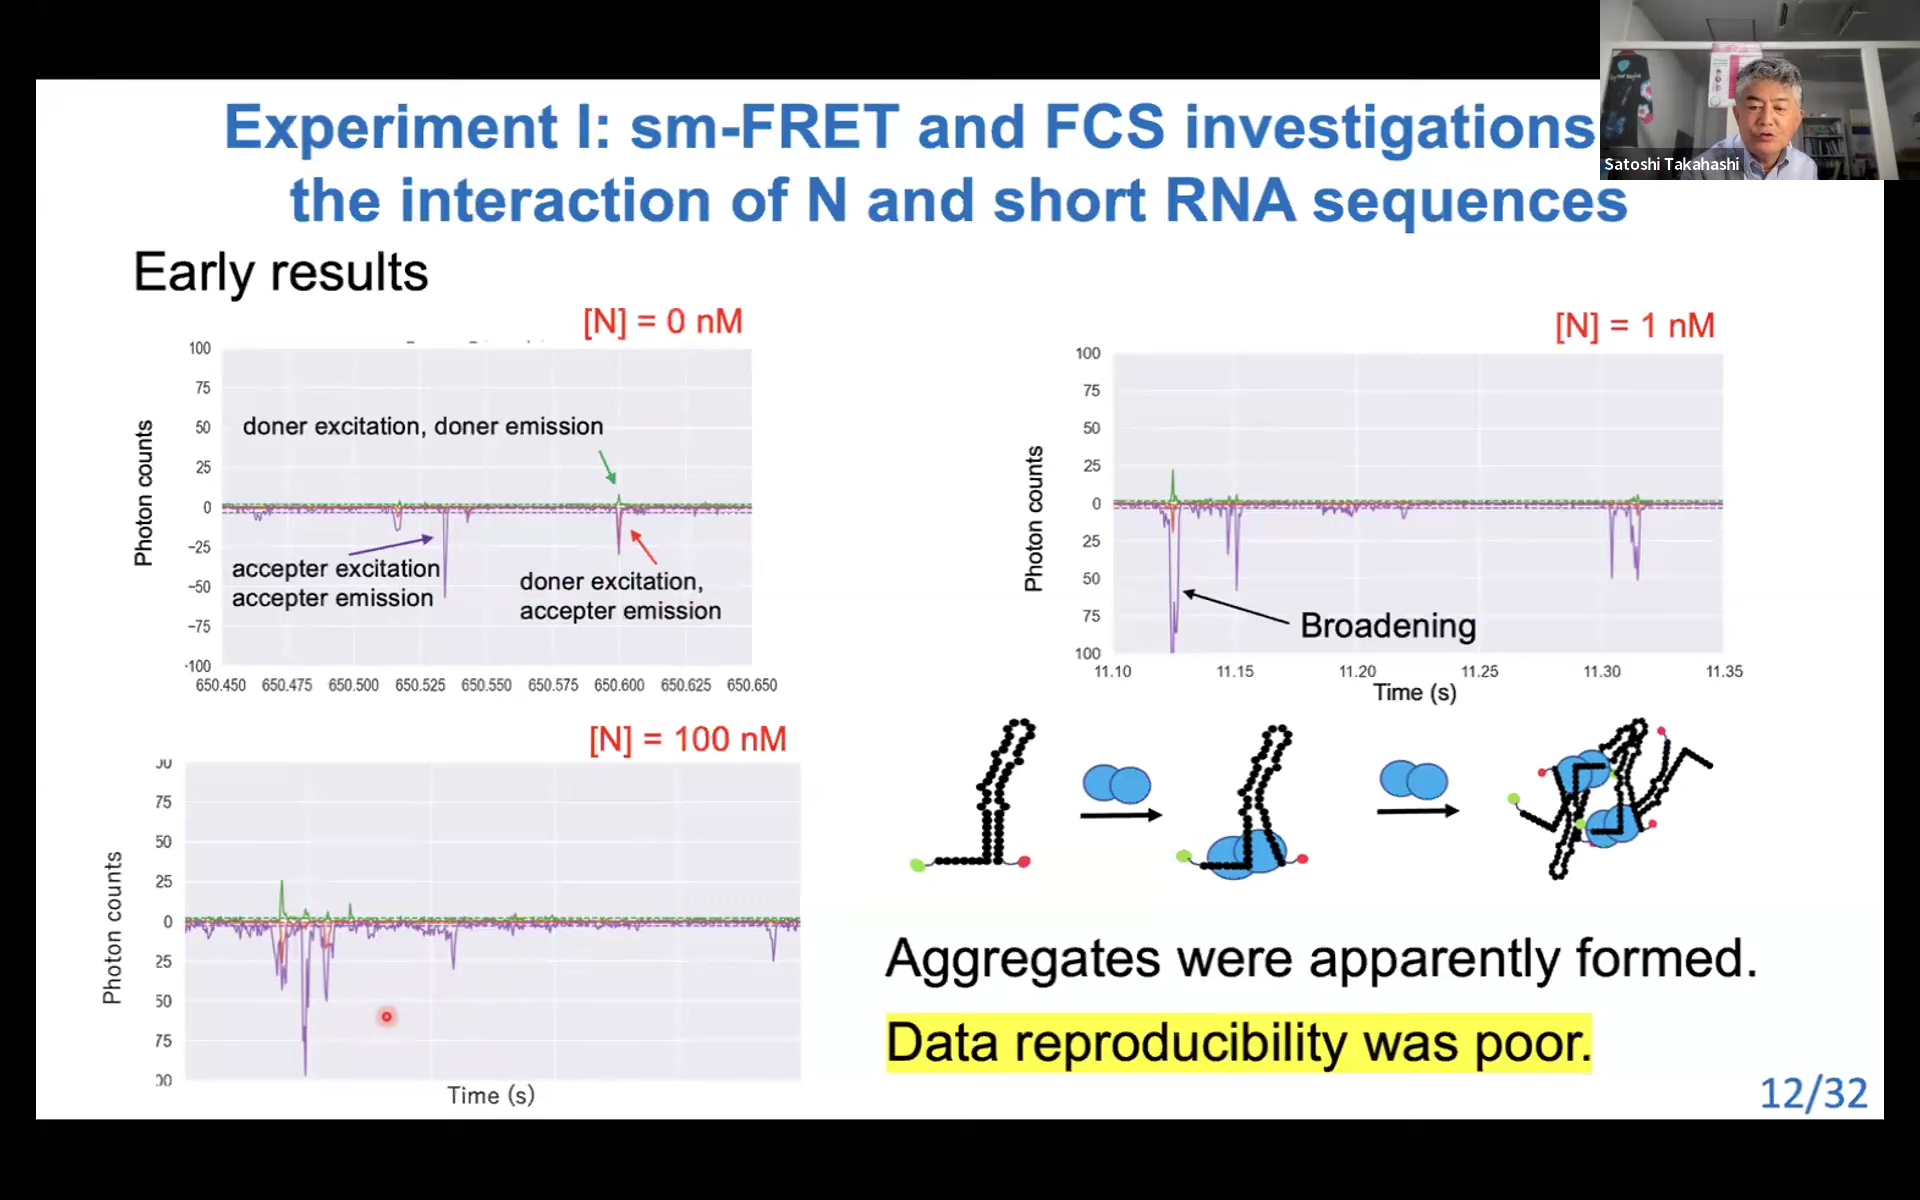 Experiment I: sm-FRET and FCS investigations
the interaction of N and short RNA sequences
Satoshi Takahashi
Early results
[N] = 0 nM
100
75
50
25
0
−25
−50
−75
-100
Photon counts
doner excitation, doner emission
accepter excitation
accepter emission
doner excitation,
accepter emission
650.450 650.475 650.500 650.525 650.550 650.575 650.600 650.625 650.650
[N] = 1 nM
100
75
50
25
0
25
50
75
100
Photon counts
Broadening
11.10 11.15 11.20 11.25 11.30 11.35
Time (s)
[N] = 100 nM
75
50
25
0
25
50
75
Photon counts
Time (s)
Aggregates were apparently formed.
Data reproducibility was poor.
12/32